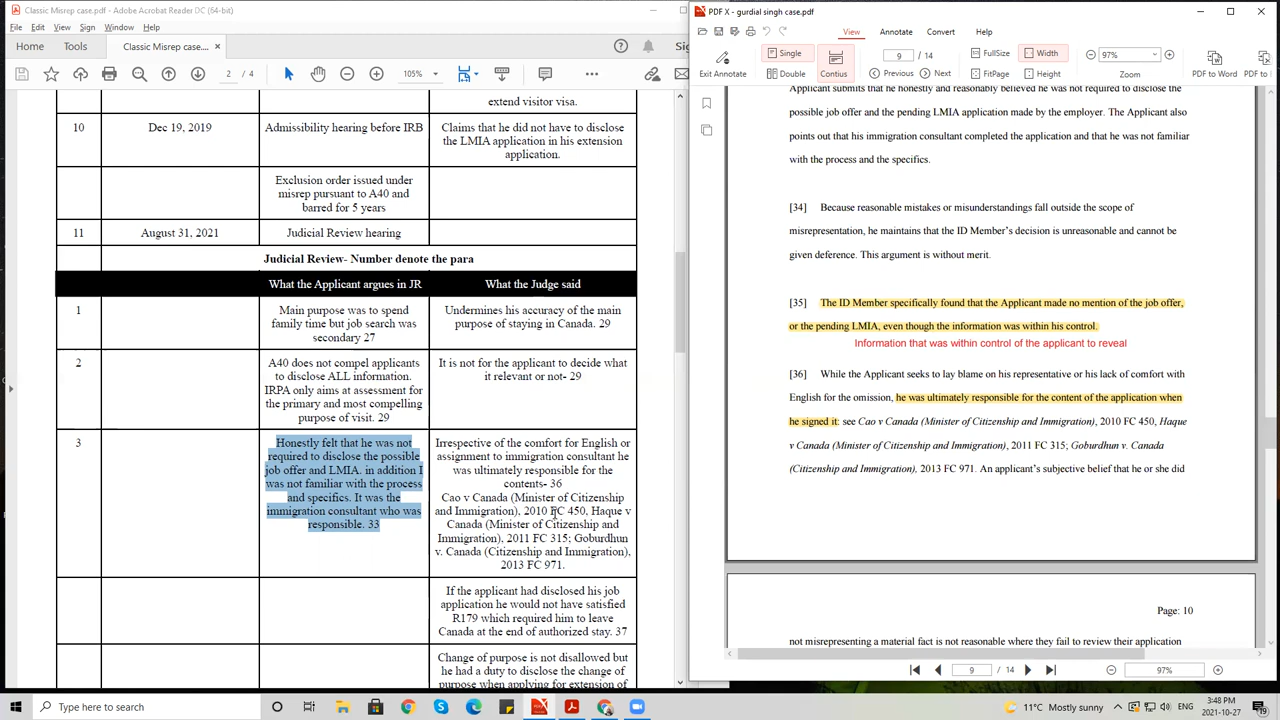 Classic Misrep case.pdf - Adobe Acrobat Reader DC (64-bit)
File Edit View Sign Window Help
Home Tools Classic Misrep case.... ×
2 / 4
105%
extend visitor visa.
10 Dec 19, 2019 Admissibility hearing before IRB Claims that he did not have to disclose
the LMIA application in his extension
application.
Exclusion order issued under
misrep pursuant to A40 and
barred for 5 years
11 August 31, 2021 Judicial Review hearing
Judicial Review- Number denote the para
What the Applicant argues in JR What the Judge said
1 Main purpose was to spend
family time but job search was
secondary 27
Undermines his accuracy of the main
purpose of staying in Canada. 29
2 A40 does not compel applicants
to disclose ALL information.
IRPA only aims at assessment for
the primary and most compelling
purpose of visit. 29
It is not for the applicant to decide what
it relevant or not- 29
3 Honestly felt that he was not
required to disclose the possible
job offer and LMIA. in addition I
was not familiar with the process
and specifics. It was the
immigration consultant who was
responsible. 33
Irrespective of the comfort for English or
assignment to immigration consultant he
was ultimately responsible for the
contents- 36
Cao v Canada (Minister of Citizenship
and Immigration), 2010 FC 450, Haque v
Canada (Minister of Citizenship and
Immigration), 2011 FC 315; Goburdhun
v. Canada (Citizenship and Immigration),
2013 FC 971.
If the applicant had disclosed his job
application he would not have satisfied
R179 which required him to leave
Canada at the end of authorized stay. 37
Change of purpose is not disallowed but
he had a duty to disclose the change of
purpose when applying for extension of
PDF X - gurdial singh case.pdf
View Annotate Convert Help
Exit Annotate
Single
Double
Contius
9 / 14
Previous Next
FullSize
FitPage
Width
Height
97%
Zoom
PDF to Word
PDF to
Applicant submits that he honestly and reasonably believed he was not required to disclose the
possible job offer and the pending LMIA application made by the employer. The Applicant also
points out that his immigration consultant completed the application and that he was not familiar
with the process and the specifics.
[34] Because reasonable mistakes or misunderstandings fall outside the scope of
misrepresentation, he maintains that the ID Member's decision is unreasonable and cannot be
given deference. This argument is without merit.
[35] The ID Member specifically found that the Applicant made no mention of the job offer,
or the pending LMIA, even though the information was within his control.
Information that was within control of the applicant to reveal
[36] While the Applicant seeks to lay blame on his representative or his lack of comfort with
English for the omission, he was ultimately responsible for the content of the application when
he signed it: see Cao v Canada (Minister of Citizenship and Immigration), 2010 FC 450, Haque
v Canada (Minister of Citizenship and Immigration), 2011 FC 315; Goburdhun v. Canada
(Citizenship and Immigration), 2013 FC 971. An applicant's subjective belief that he or she did
Page: 10
not misrepresenting a material fact is not reasonable where they fail to review their application
9 / 14
97%
Type here to search
11°C Mostly sunny
ENG
3:48 PM
2021-10-27